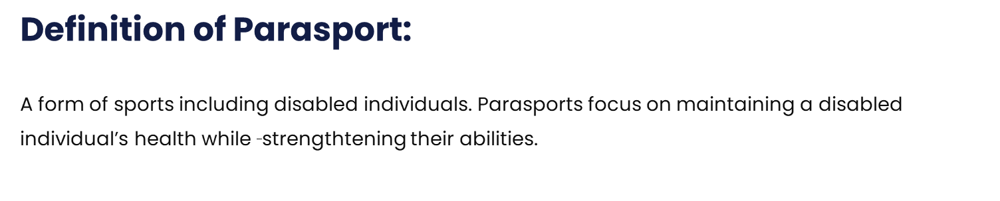 Definition of Parasport:
A form of sports including disabled individuals. Parasports focus on maintaining a disabled
individual’s health while -strengthtening their abilities.